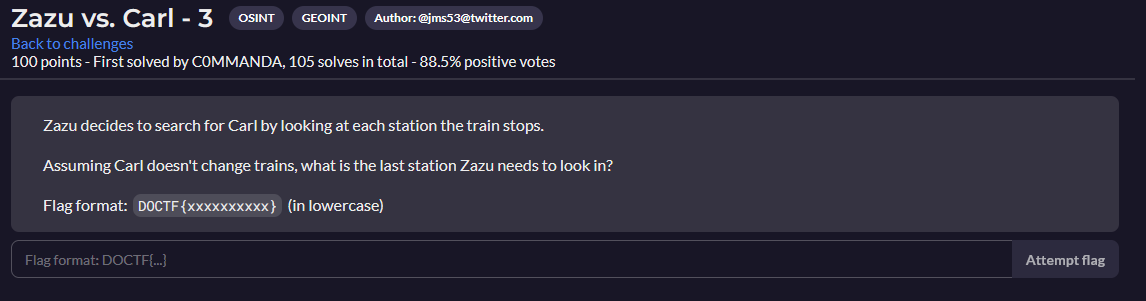 Zazu vs. Carl - 3 OSINT GEOINT Author: @jms53@twitter.com
Back to challenges
100 points - First solved by C0MMANDA, 105 solves in total - 88.5% positive votes
Zazu decides to search for Carl by looking at each station the train stops.
Assuming Carl doesn't change trains, what is the last station Zazu needs to look in?
Flag format: DOCTF{xxxxxxxxxx} (in lowercase)
Flag format: DOCTF{...} Attempt flag